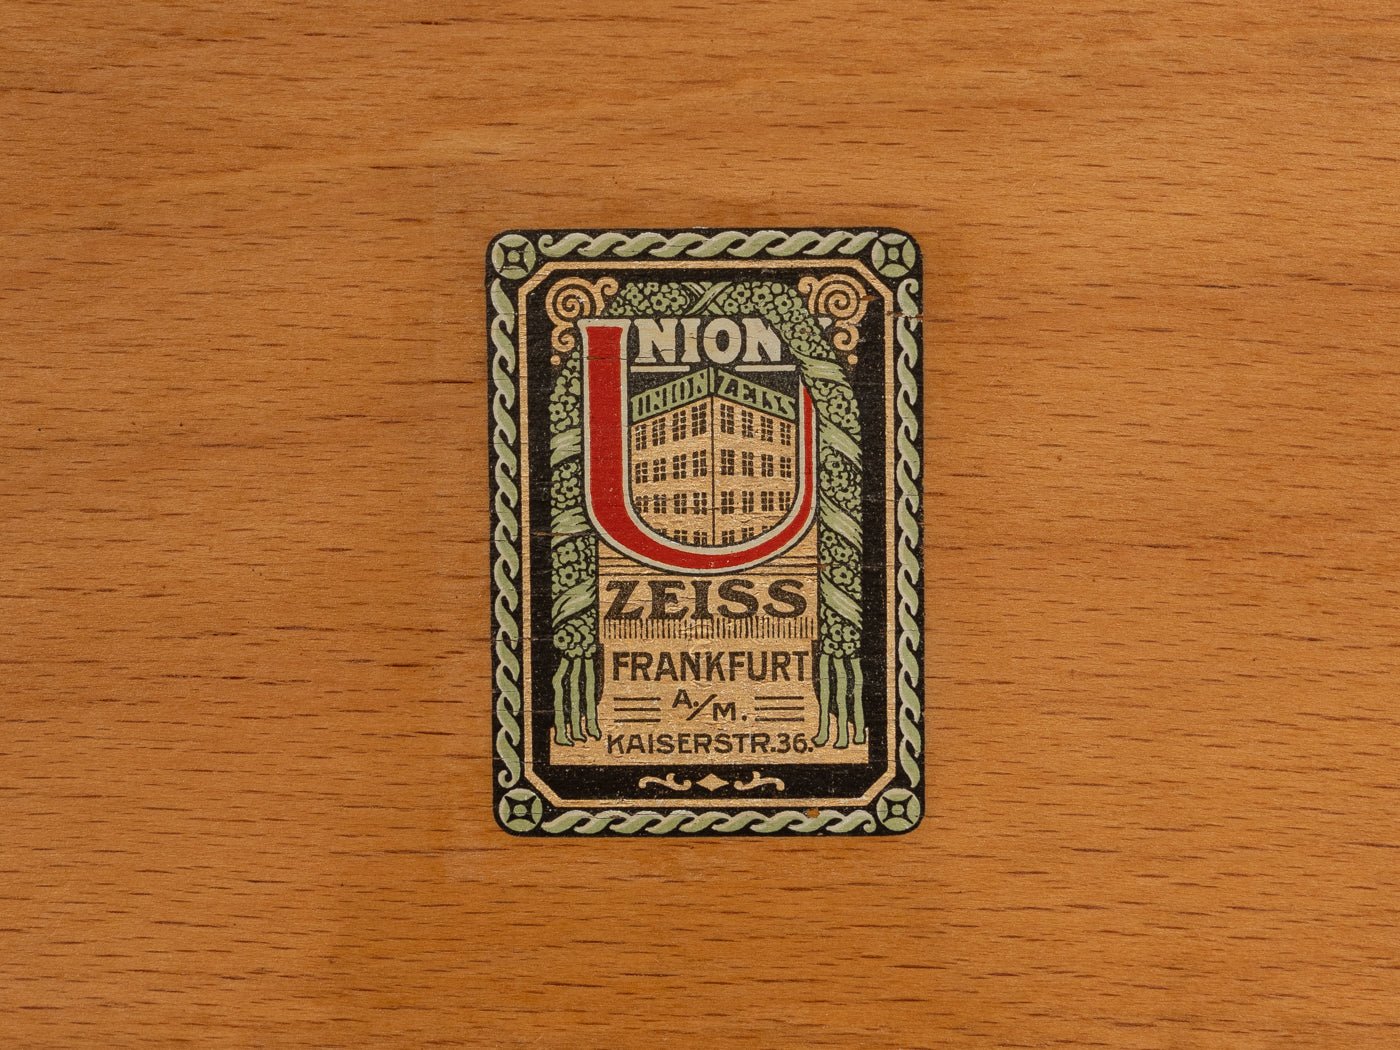 UNION
UNION ZEISS
ZEISS
FRANKFURT
A./M.
KAISERSTR.36.